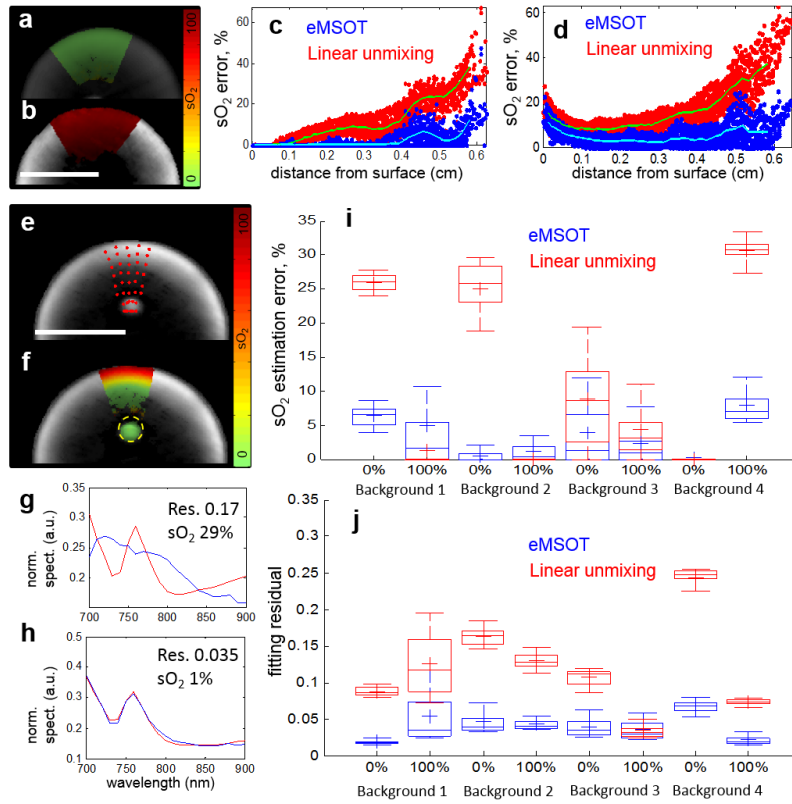 a
100
sO2
0
b
c
eMSOT
Linear unmixing
sO2 error, %
60
40
20
0
0 0.1 0.2 0.3 0.4 0.5 0.6
distance from surface (cm)
d
eMSOT
Linear unmixing
sO2 error, %
60
50
40
30
20
10
0
0 0.1 0.2 0.3 0.4 0.5 0.6
distance from surface (cm)
e
100
sO2
0
f
i
eMSOT
Linear unmixing
sO2 estimation error, %
35
30
25
20
15
10
5
0
0% 100% 0% 100% 0% 100% 0% 100%
Background 1 Background 2 Background 3 Background 4
g
Res. 0.17
sO2 29%
norm.
spect. (a.u.)
0.35
0.3
0.25
0.2
700 750 800 850 900
h
Res. 0.035
sO2 1%
norm.
spect. (a.u.)
0.5
0.4
0.3
0.2
0.1
700 750 800 850 900
wavelength (nm)
j
eMSOT
Linear unmixing
fitting residual
0.3
0.25
0.2
0.15
0.1
0.05
0
0% 100% 0% 100% 0% 100% 0% 100%
Background 1 Background 2 Background 3 Background 4